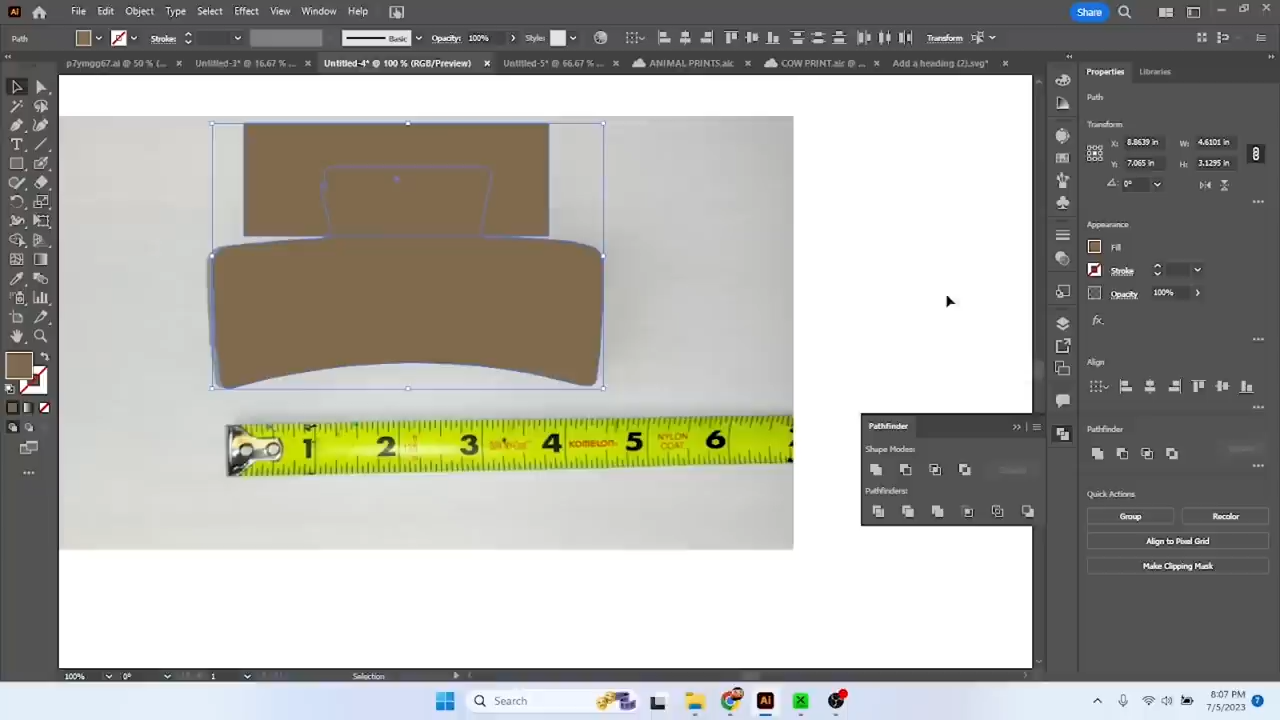 Ai File Edit Object Type Select Effect View Window Help Share
Path Stroke: Basic Opacity: 100% Style: Transform
p7ymgg67.ai @ 50 % (... × Untitled-3* @ 16.67 % ... × Untitled-4* @ 100 % (RGB/Preview) × Untitled-5* @ 66.67 % ... × ANIMAL PRINTS.aic × COW PRINT.aic @ ... × Add a heading (2).svg* ×
Properties Libraries
Path
Transform
X: 8.8639 in W: 4.6101 in
Y: 7.065 in H: 3.1295 in
0°
Appearance
Fill
Stroke
Opacity 100%
fx.
Align
Pathfinder
Quick Actions
Group Recolor
Align to Pixel Grid
Make Clipping Mask
Pathfinder
Shape Modes:
Pathfinders:
1 2 3 4 KOMELON 5 NYLON COAT 6
100% 0° 1 Selection
Search
Ai
8:07 PM
7/5/2023